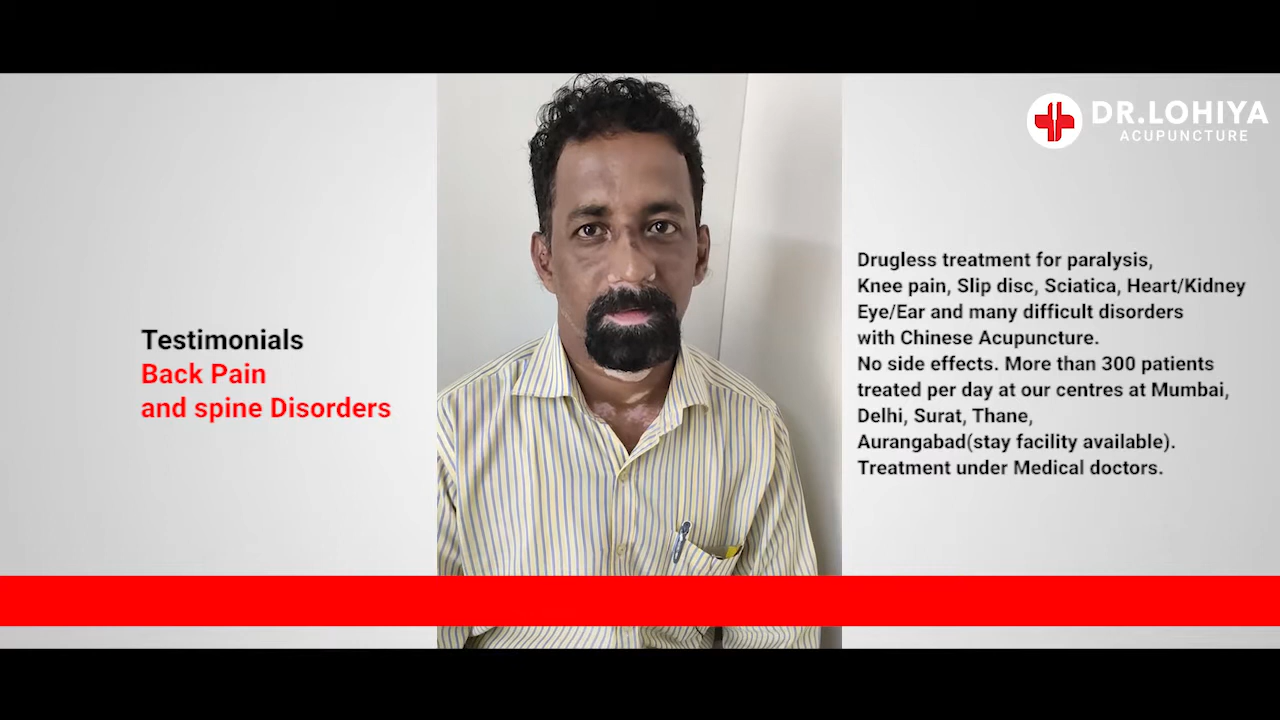 DR.LOHIYA
ACUPUNCTURE
Testimonials
Back Pain
and spine Disorders
Drugless treatment for paralysis,
Knee pain, Slip disc, Sciatica, Heart/Kidney
Eye/Ear and many difficult disorders
with Chinese Acupuncture.
No side effects. More than 300 patients
treated per day at our centres at Mumbai,
Delhi, Surat, Thane,
Aurangabad(stay facility available).
Treatment under Medical doctors.